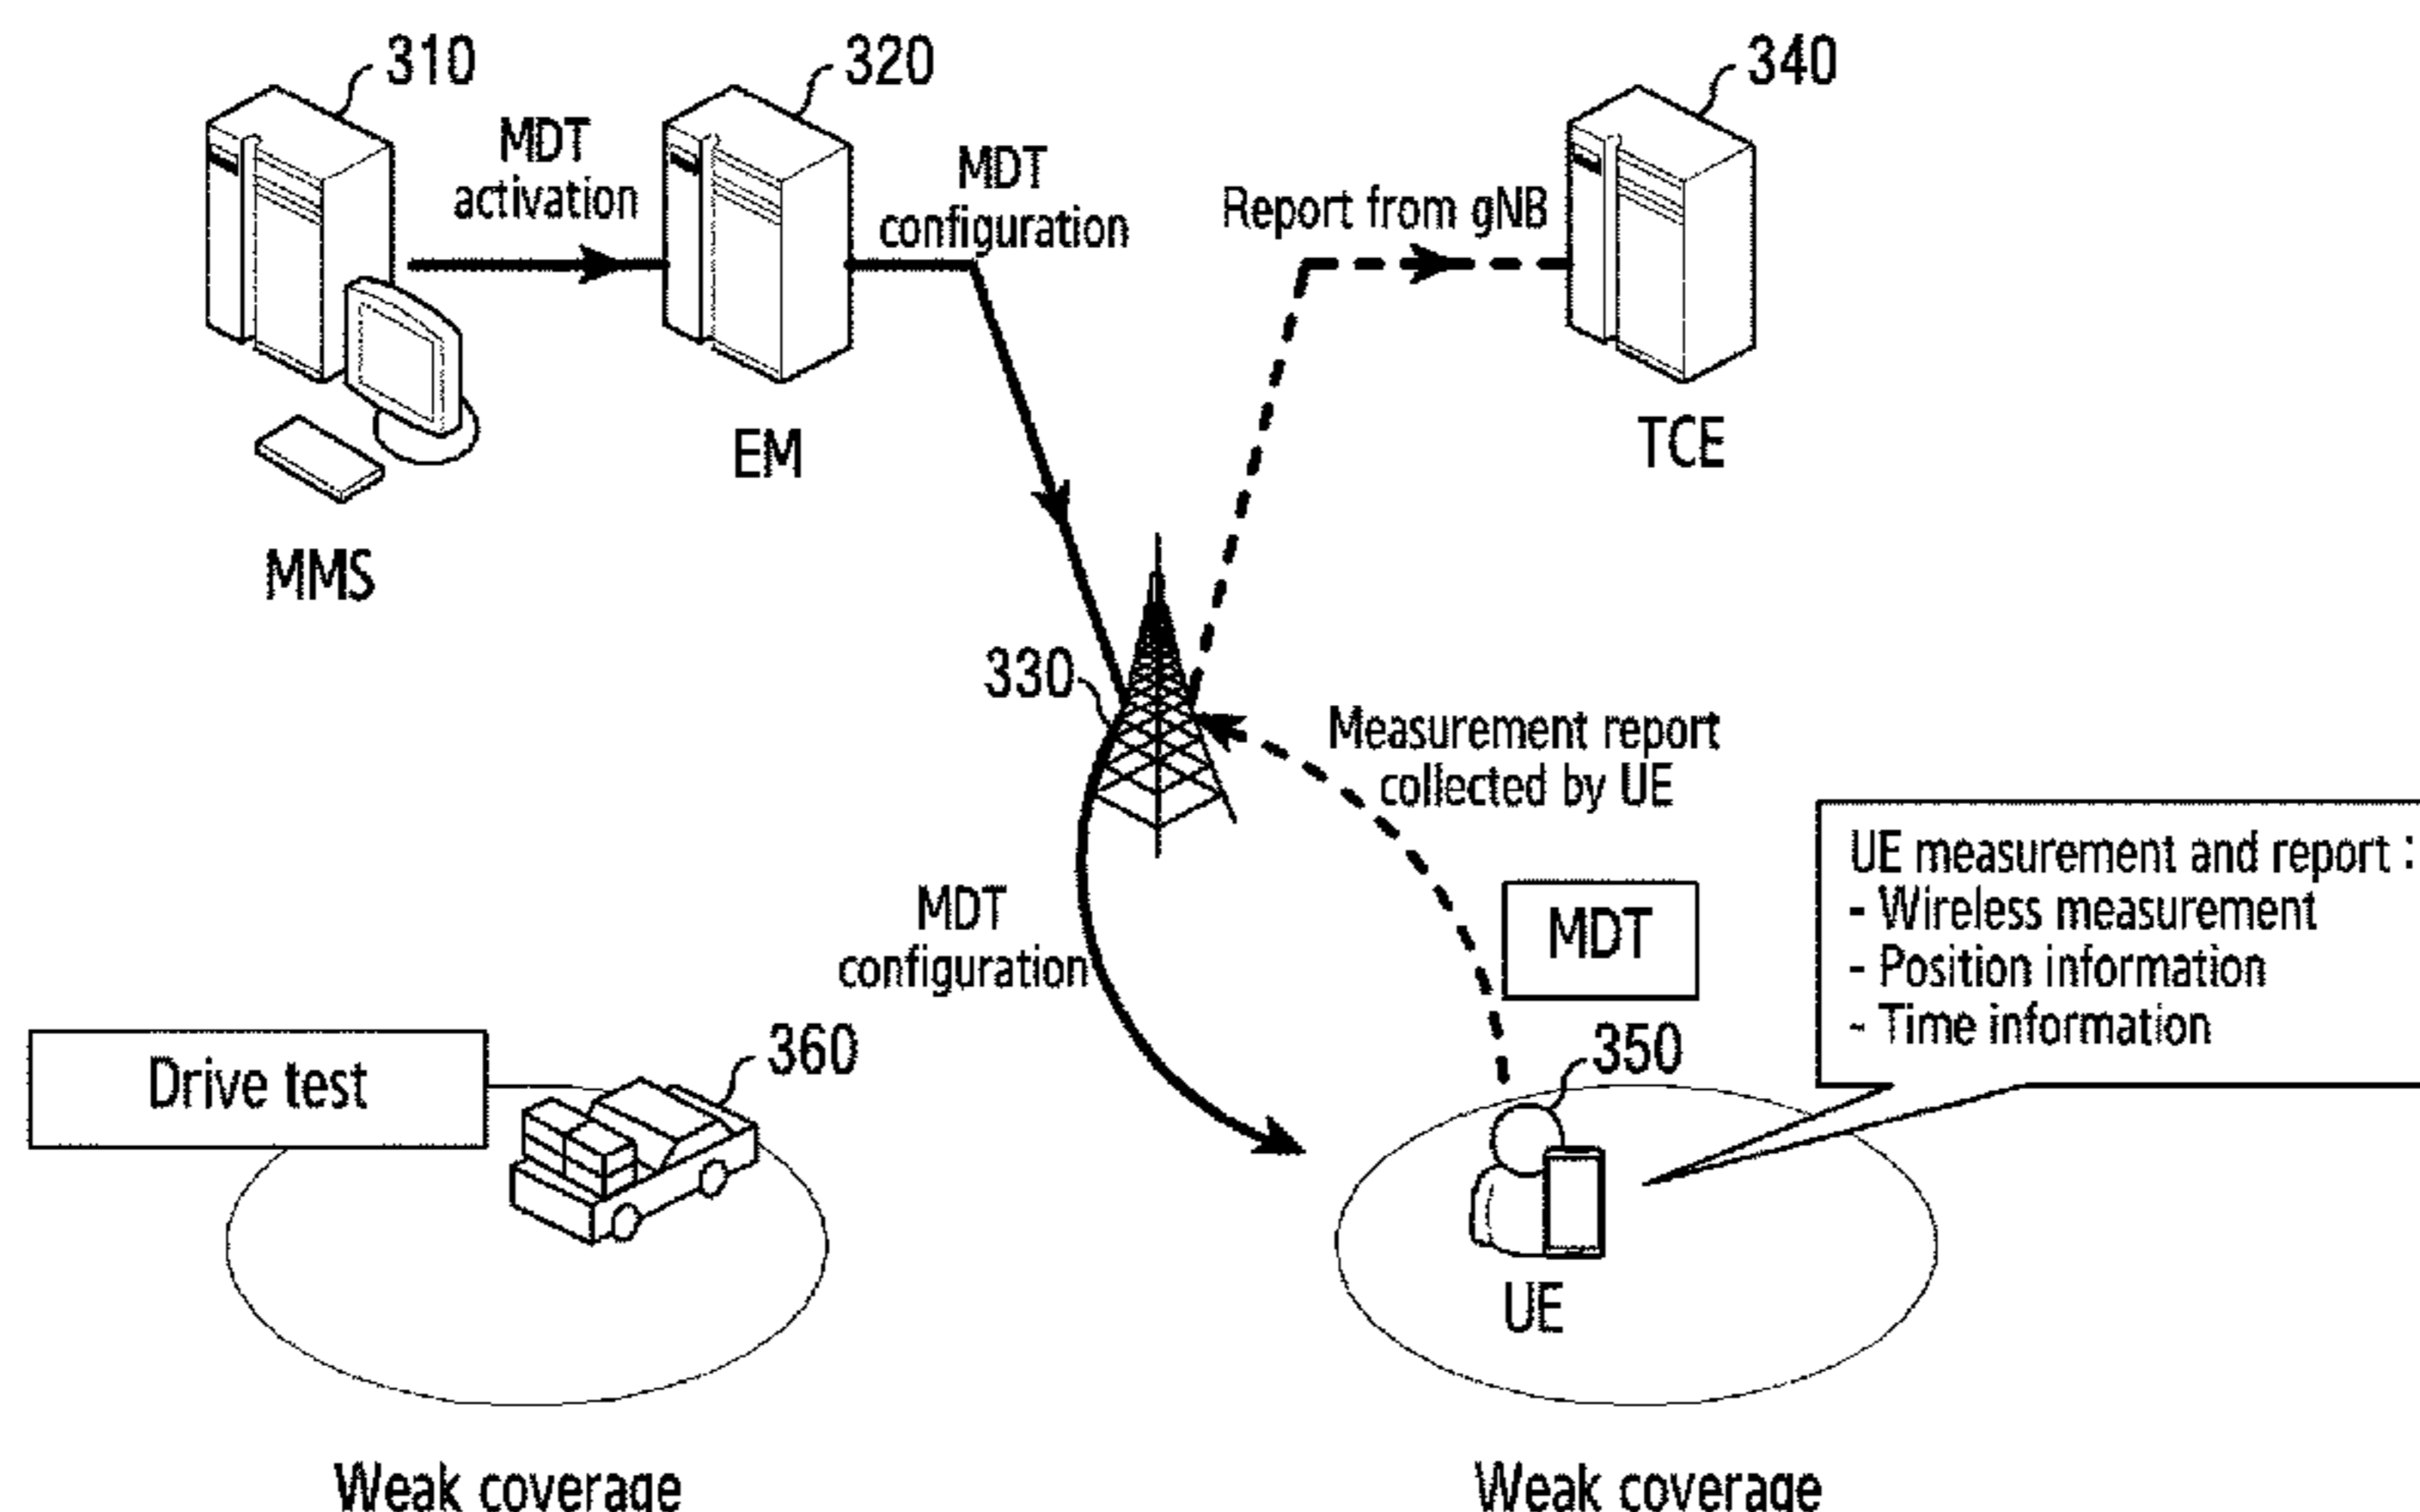 310
320
340
MDT
activation
MDT
configuration
Report from gNB
MMS
EM
TCE
330
Measurement report
collected by UE
MDT
configuration
MDT
UE measurement and report :
- Wireless measurement
- Position information
- Time information
Drive test
360
350
UE
Weak coverage
Weak coverage